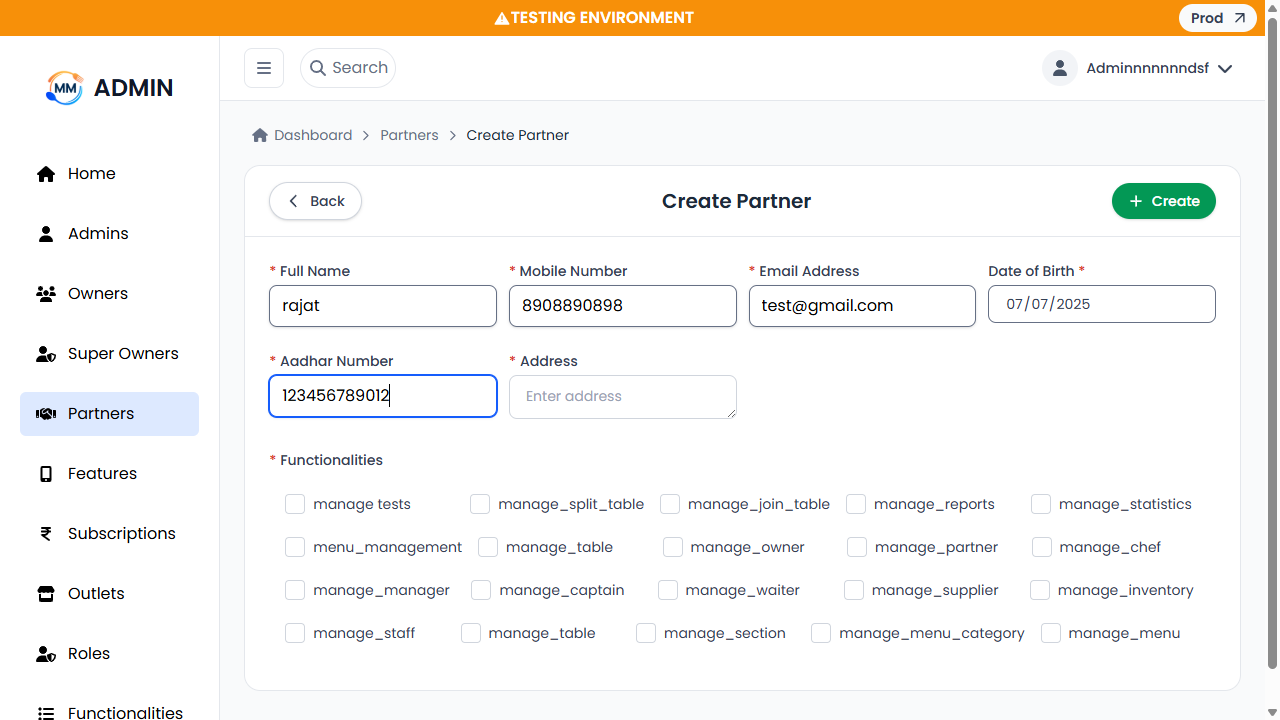 TESTING ENVIRONMENT
Prod
MM ADMIN
Search
Adminnnnnnndsf
Home
Admins
Owners
Super Owners
Partners
Features
Subscriptions
Outlets
Roles
Functionalities
Dashboard > Partners > Create Partner
Back
Create Partner
+ Create
* Full Name
* Mobile Number
* Email Address
Date of Birth *
rajat
8908890898
test@gmail.com
07/07/2025
* Aadhar Number
* Address
123456789012
Enter address
* Functionalities
manage tests manage_split_table manage_join_table manage_reports manage_statistics
menu_management manage_table manage_owner manage_partner manage_chef
manage_manager manage_captain manage_waiter manage_supplier manage_inventory
manage_staff manage_table manage_section manage_menu_category manage_menu